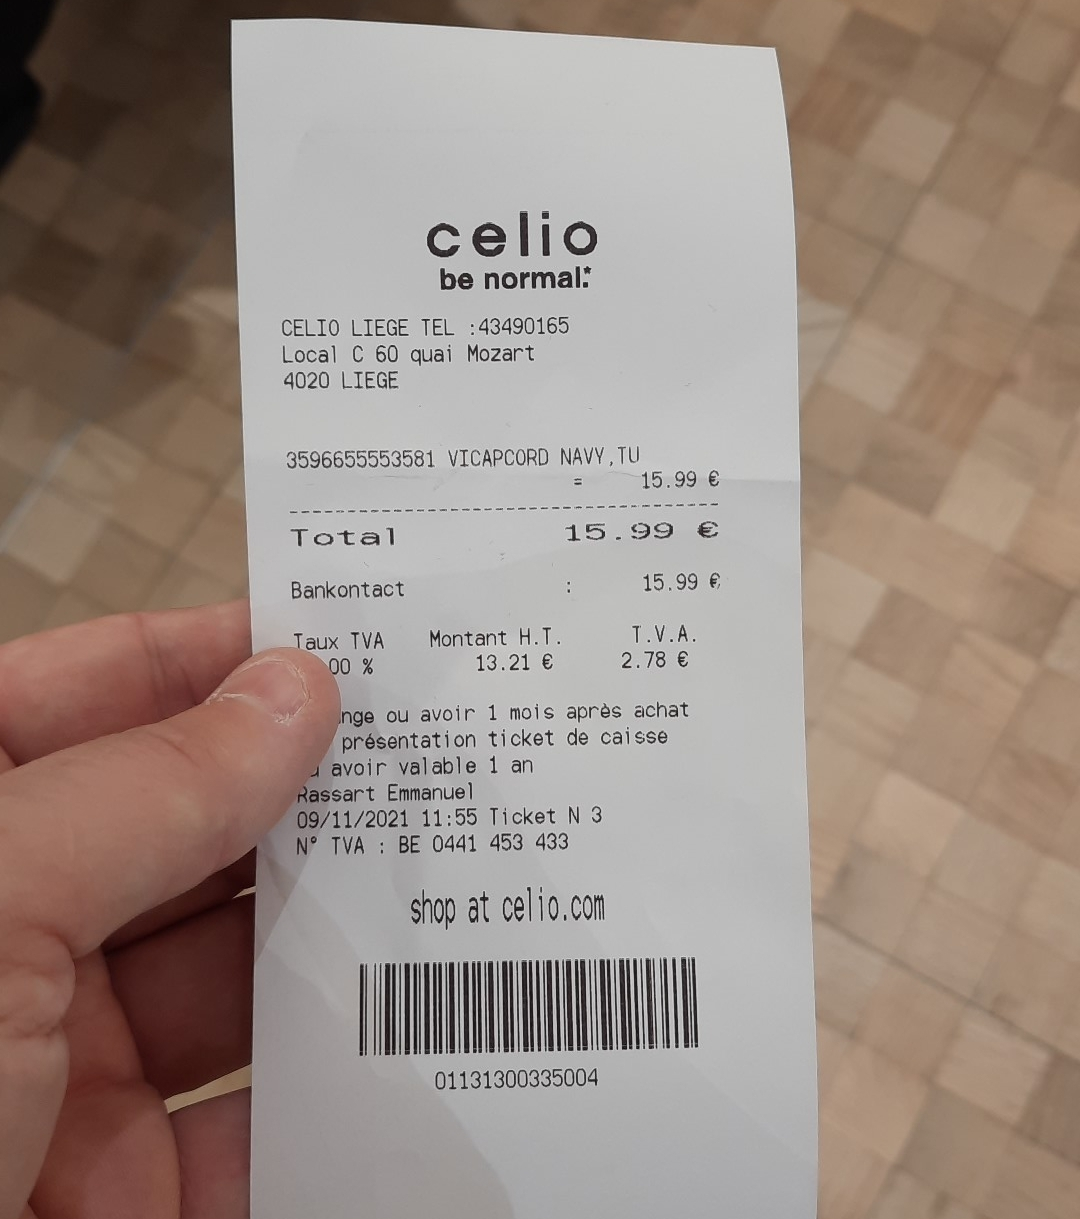 celio
be normal.*
CELIO LIEGE TEL :43490165
Local C 60 quai Mozart
4020 LIEGE
3596655553581 VICAPCORD NAVY,TU
= 15.99 €
Total 15.99 €
Bankontact : 15.99 €
Taux TVA Montant H.T. T.V.A.
00 % 13.21 € 2.78 €
nge ou avoir 1 mois après achat
présentation ticket de caisse
avoir valable 1 an
Rassart Emmanuel
09/11/2021 11:55 Ticket N 3
N° TVA : BE 0441 453 433
shop at celio.com
01131300335004